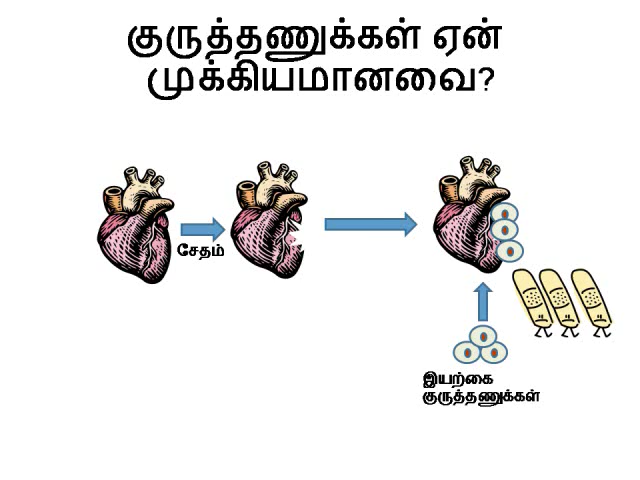 குருத்தணுக்கள் ஏன்
முக்கியமானவை?
சேதம்
இயற்கை
குருத்தணுக்கள்